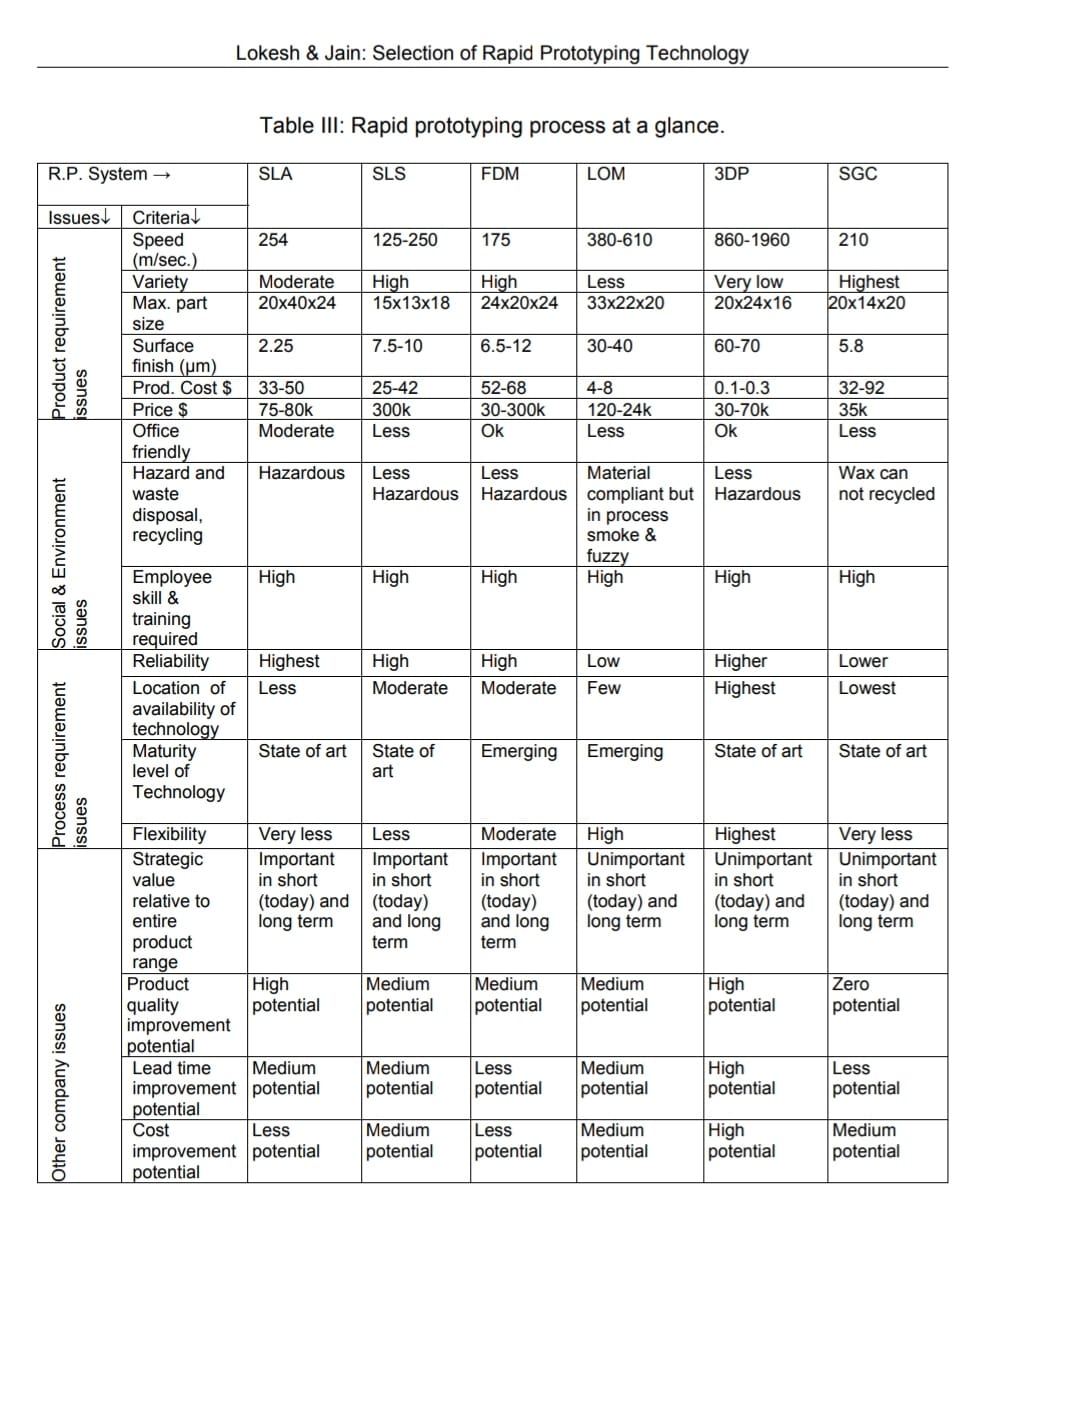 Lokesh & Jain: Selection of Rapid Prototyping Technology
Table III: Rapid prototyping process at a glance.
R.P. System → SLA SLS FDM LOM 3DP SGC
Issues↓ Criteria↓
Product requirement issues
Speed (m/sec.) 254 125-250 175 380-610 860-1960 210
Variety Moderate High High Less Very low Highest
Max. part size 20x40x24 15x13x18 24x20x24 33x22x20 20x24x16 20x14x20
Surface finish (µm) 2.25 7.5-10 6.5-12 30-40 60-70 5.8
Prod. Cost $ 33-50 25-42 52-68 4-8 0.1-0.3 32-92
Price $ 75-80k 300k 30-300k 120-24k 30-70k 35k
Social & Environment issues
Office friendly Moderate Less Ok Less Ok Less
Hazard and waste disposal, recycling Hazardous Less Hazardous Less Hazardous Material compliant but in process smoke & fuzzy Less Hazardous Wax can not recycled
Employee skill & training required High High High High High High
Process requirement issues
Reliability Highest High High Low Higher Lower
Location of availability of technology Less Moderate Moderate Few Highest Lowest
Maturity level of Technology State of art State of art Emerging Emerging State of art State of art
Flexibility Very less Less Moderate High Highest Very less
Other company issues
Strategic value relative to entire product range Important in short (today) and long term Important in short (today) and long term Important in short (today) and long term Unimportant in short (today) and long term Unimportant in short (today) and long term Unimportant in short (today) and long term
Product quality improvement potential High potential Medium potential Medium potential Medium potential High potential Zero potential
Lead time improvement potential Medium potential Medium potential Less potential Medium potential High potential Less potential
Cost improvement potential Less potential Medium potential Less potential Medium potential High potential Medium potential